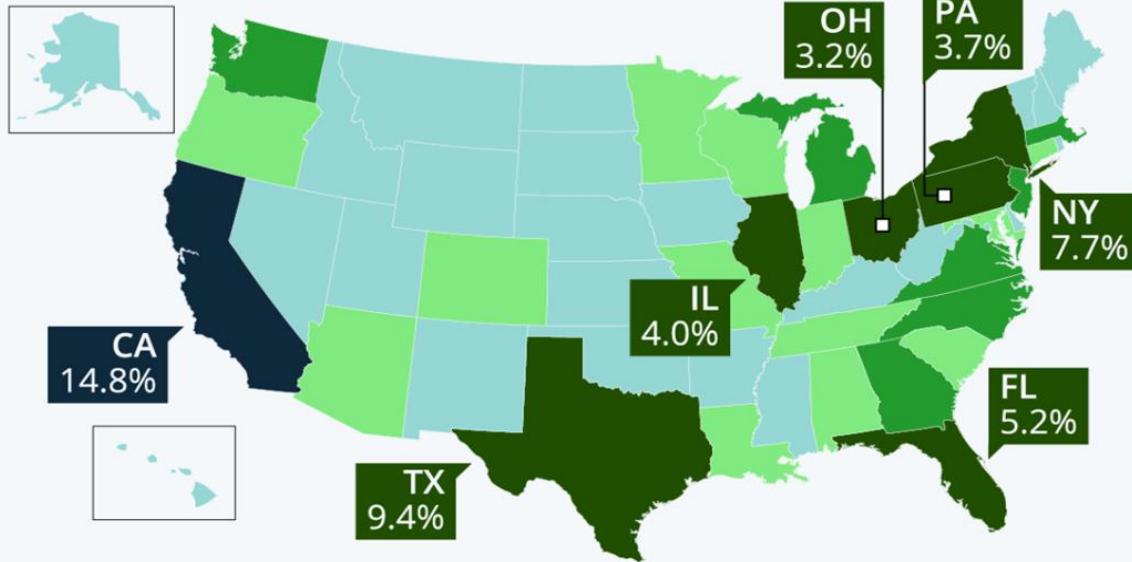 OH
3.2%
PA
3.7%
NY
7.7%
IL
4.0%
CA
14.8%
FL
5.2%
TX
9.4%